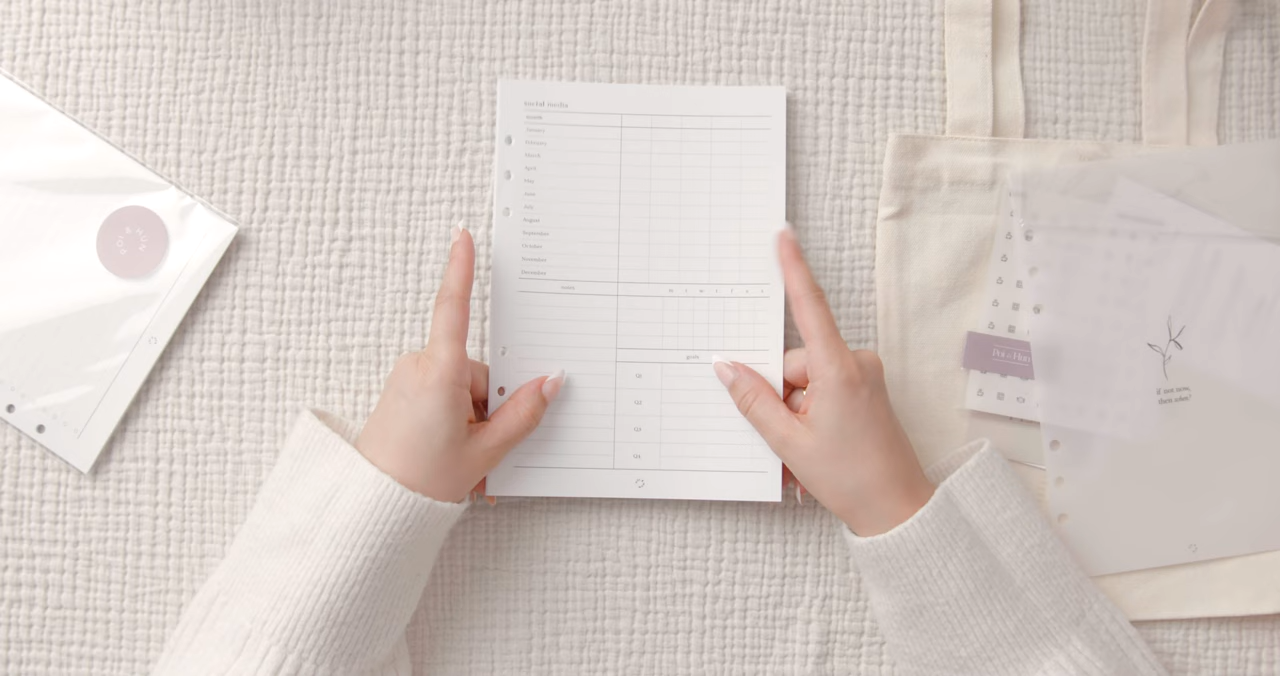 social media
month
January
February
March
April
May
June
July
August
September
October
November
December
notes
M T W T F S S
goals
Q1
Q2
Q3
Q4
if not now,
then when?